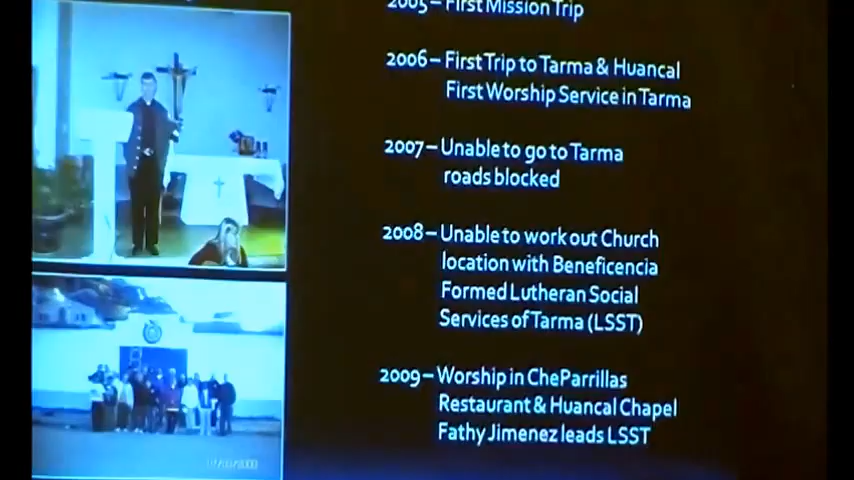 2005 – First Mission Trip
2006 – First Trip to Tarma & Huancal
First Worship Service in Tarma
2007 – Unable to go to Tarma
roads blocked
2008 – Unable to work out Church
location with Beneficencia
Formed Lutheran Social
Services of Tarma (LSST)
2009 – Worship in CheParrillas
Restaurant & Huancal Chapel
Fathy Jimenez leads LSST